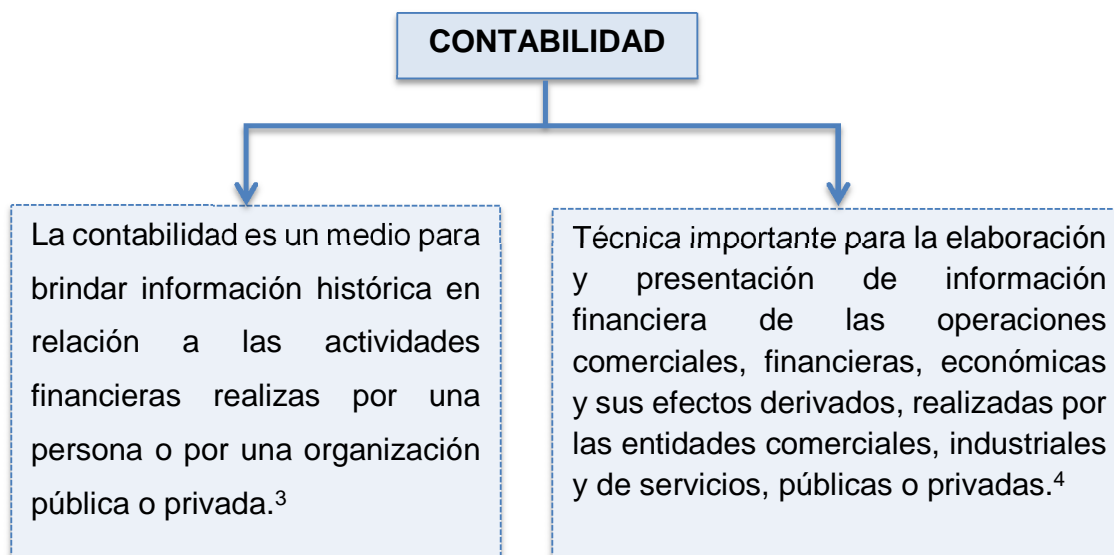 CONTABILIDAD
La contabilidad es un medio para
brindar información histórica en
relación a las actividades
financieras realizas por una
persona o por una organización
pública o privada.³
Técnica importante para la elaboración
y presentación de información
financiera de las operaciones
comerciales, financieras, económicas
y sus efectos derivados, realizadas por
las entidades comerciales, industriales
y de servicios, públicas o privadas.⁴